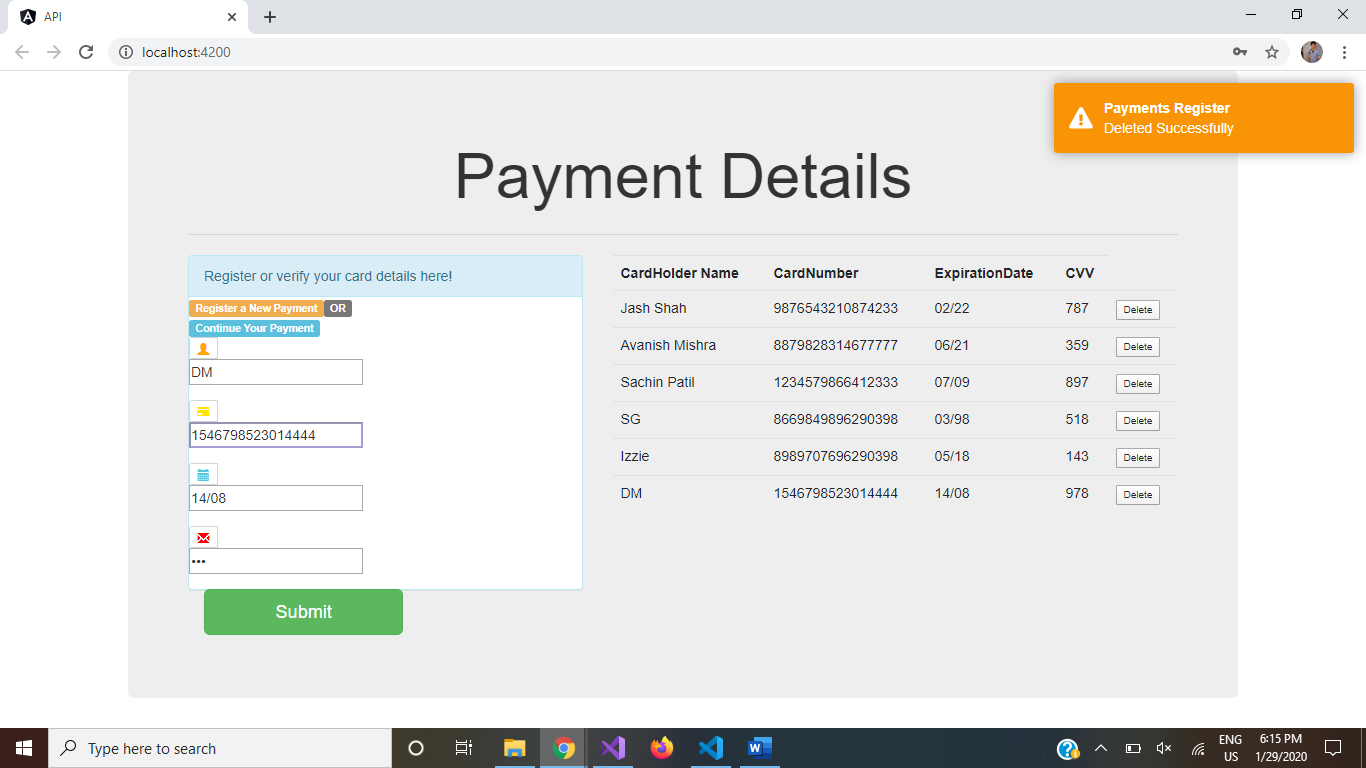 API
localhost:4200
Payments Register
Deleted Successfully
Payment Details
Register or verify your card details here!
Register a New Payment OR
Continue Your Payment
DM
1546798523014444
14/08
•••
Submit
CardHolder Name CardNumber ExpirationDate CVV
Jash Shah 9876543210874233 02/22 787 Delete
Avanish Mishra 8879828314677777 06/21 359 Delete
Sachin Patil 1234579866412333 07/09 897 Delete
SG 8669849896290398 03/98 518 Delete
Izzie 8989707696290398 05/18 143 Delete
DM 1546798523014444 14/08 978 Delete
Type here to search
ENG
US
6:15 PM
1/29/2020